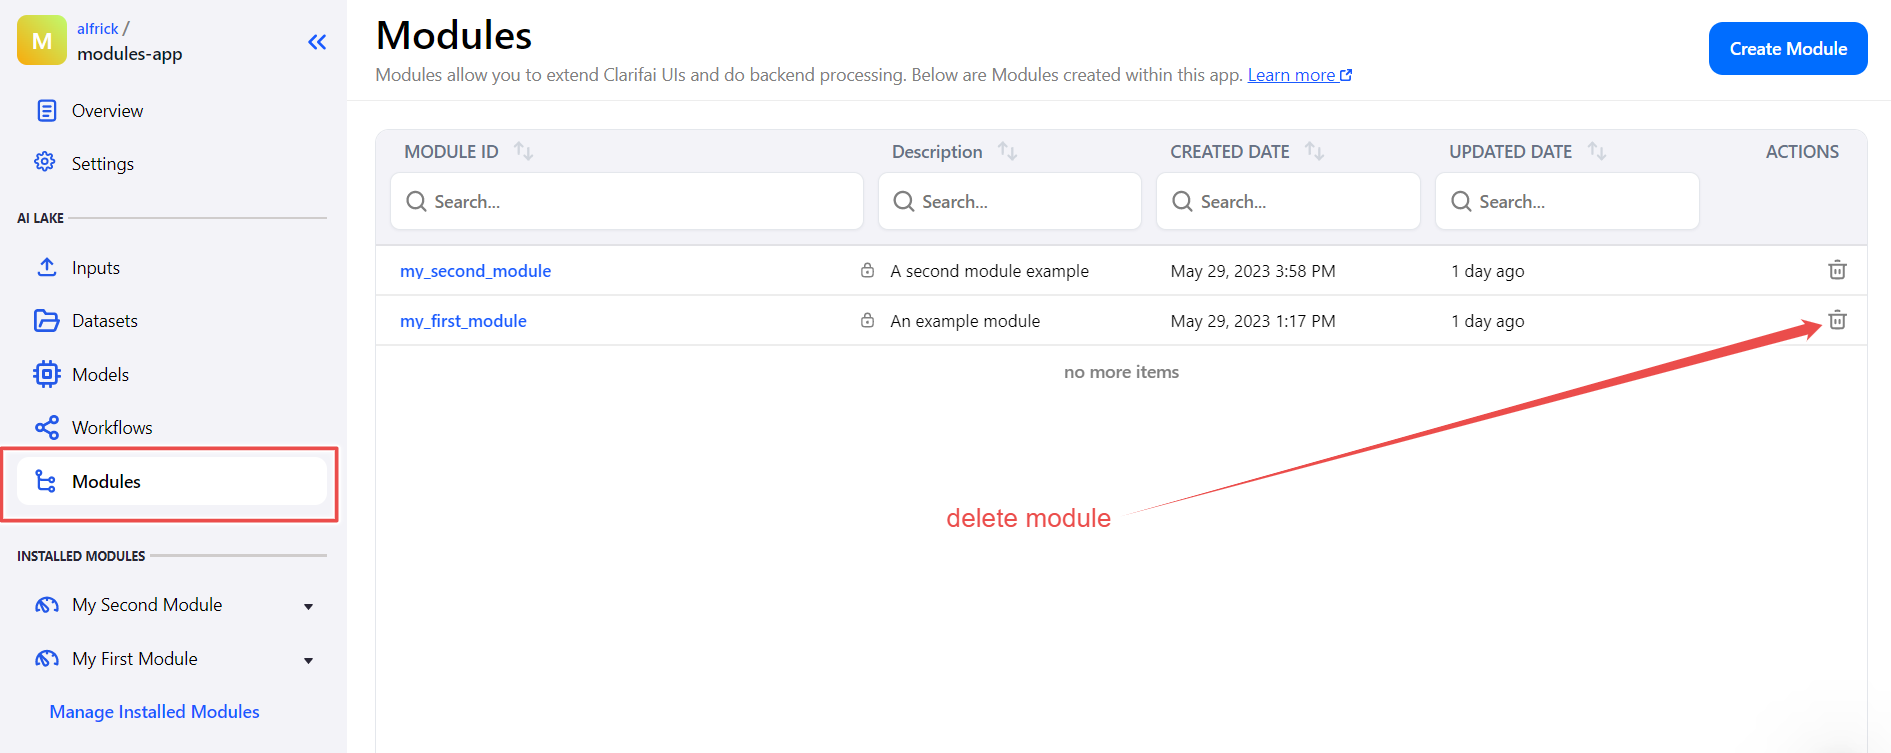 M
alfrick /
modules-app
Overview
Settings
AI LAKE
Inputs
Datasets
Models
Workflows
Modules
INSTALLED MODULES
My Second Module
My First Module
Manage Installed Modules
Modules
Modules allow you to extend Clarifai UIs and do backend processing. Below are Modules created within this app. Learn more
Create Module
MODULE ID Description CREATED DATE UPDATED DATE ACTIONS
Search... Search... Search... Search...
my_second_module A second module example May 29, 2023 3:58 PM 1 day ago
my_first_module An example module May 29, 2023 1:17 PM 1 day ago
no more items
delete module